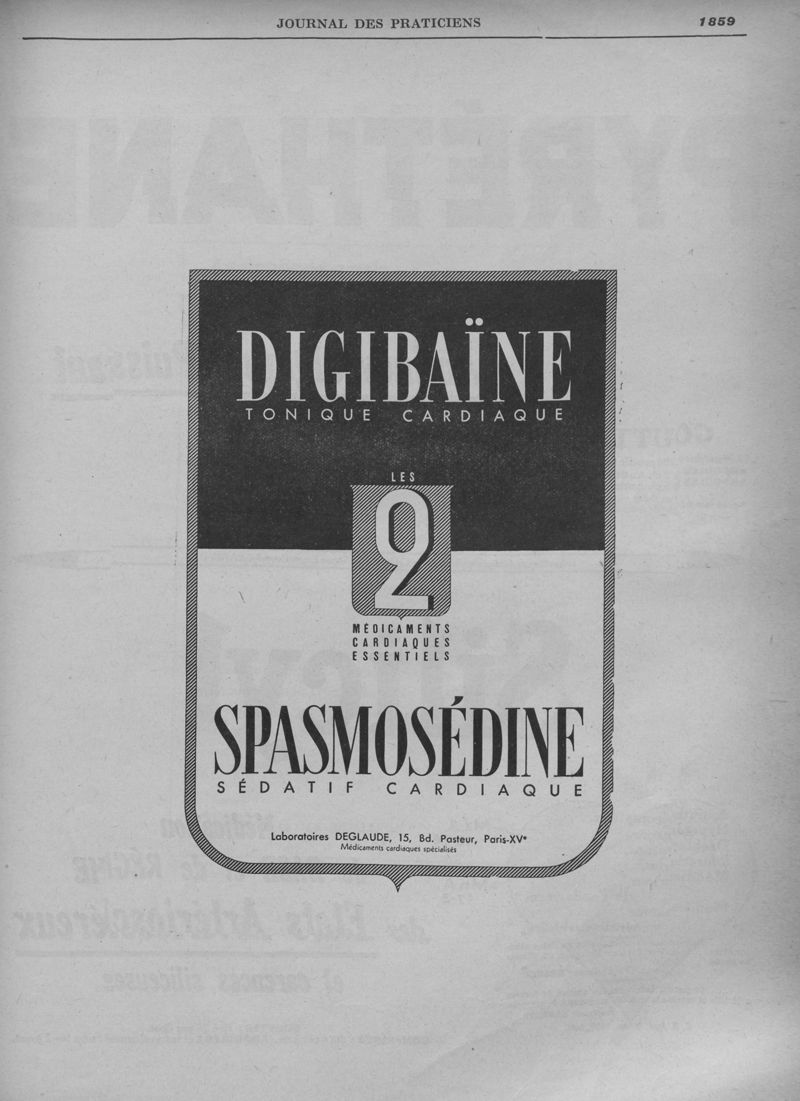 JOURNAL DES PRATICIENS 1859
DIGIBAÏNE
TONIQUE CARDIAQUE
LES
2
MÉDICAMENTS
CARDIAQUES
ESSENTIELS
SPASMOSÉDINE
SÉDATIF CARDIAQUE
Laboratoires DEGLAUDE, 15, Bd. Pasteur, Paris-XVᵉ
Médicaments cardiaques spécialisés